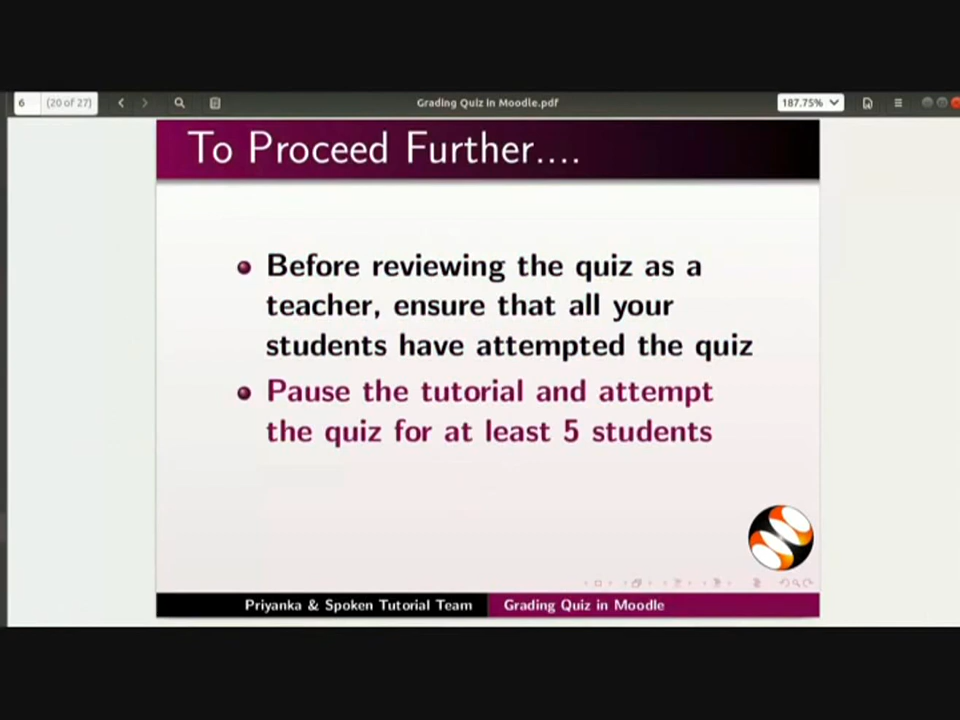 6 (20 of 27) Grading Quiz in Moodle.pdf 187.75%
To Proceed Further....
Before reviewing the quiz as a
teacher, ensure that all your
students have attempted the quiz
Pause the tutorial and attempt
the quiz for at least 5 students
Priyanka & Spoken Tutorial Team Grading Quiz in Moodle